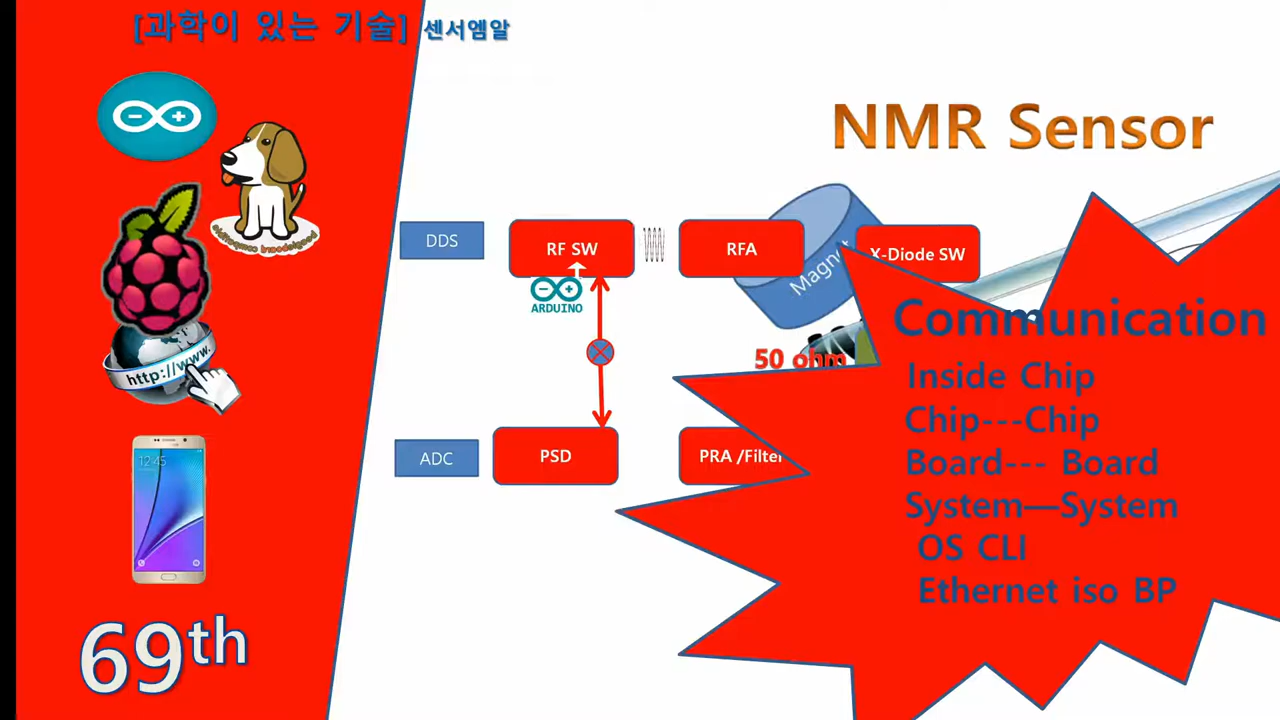 [과학이 있는 기술] 센서엠알
NMR Sensor
DDS
RF SW
RFA
Magnet
X-Diode SW
ARDUINO
50 ohm
ADC
PSD
PRA /Filter
Communication
Inside Chip
Chip---Chip
Board--- Board
System—System
OS CLI
Ethernet iso BP
http://www.
12:45
69th